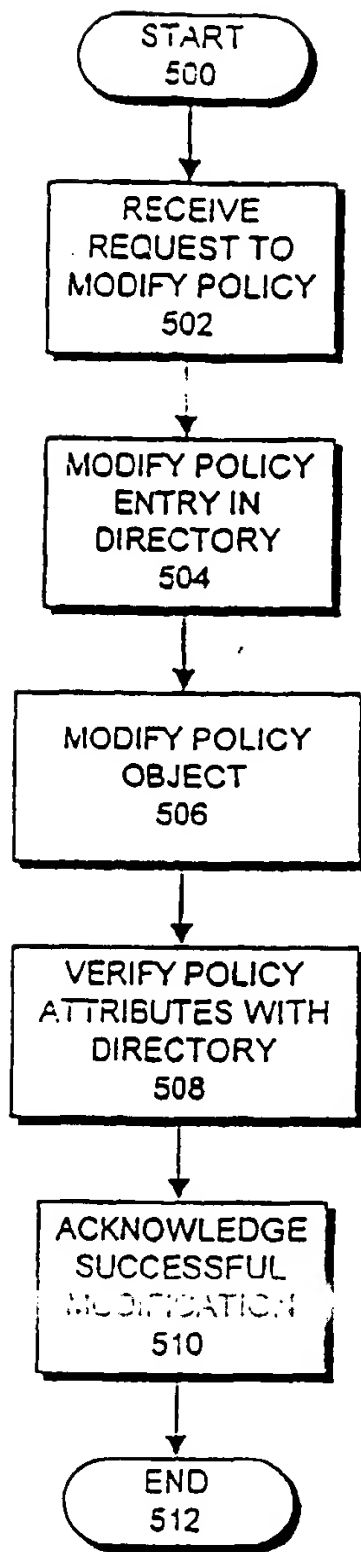 START
500
RECEIVE
REQUEST TO
MODIFY POLICY
502
MODIFY POLICY
ENTRY IN
DIRECTORY
504
MODIFY POLICY
OBJECT
506
VERIFY POLICY
ATTRIBUTES WITH
DIRECTORY
508
ACKNOWLEDGE
SUCCESSFUL
MODIFICATION
510
END
512